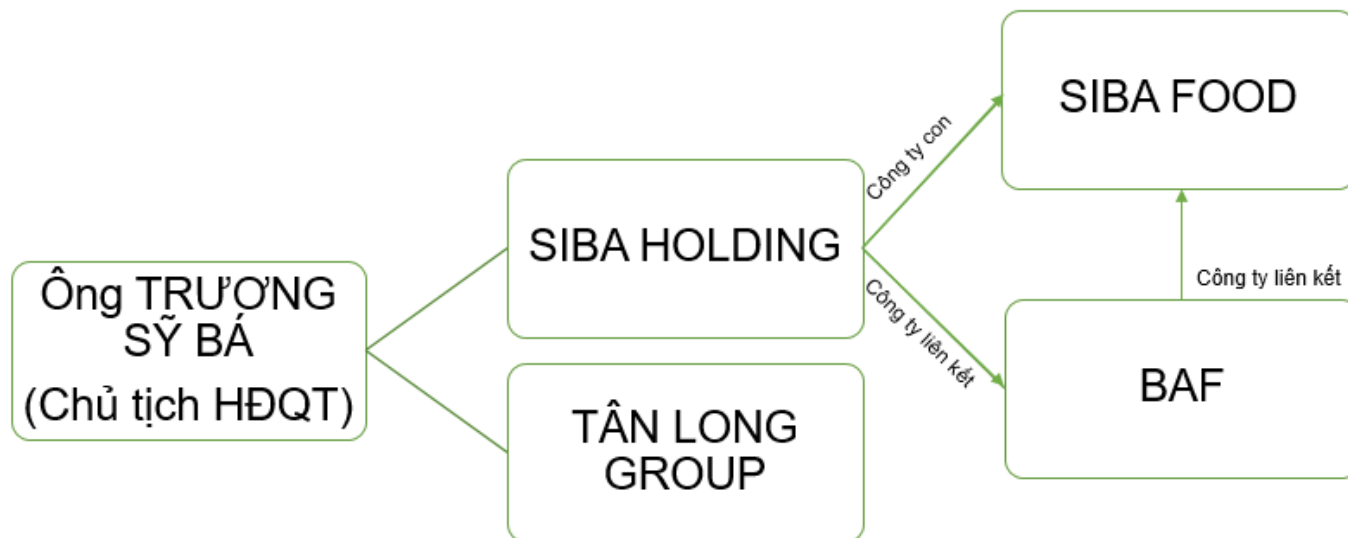 Ông TRƯƠNG
SỸ BÁ
(Chủ tịch HĐQT)
SIBA HOLDING
TÂN LONG
GROUP
Công ty con
Công ty liên kết
SIBA FOOD
Công ty liên kết
BAF